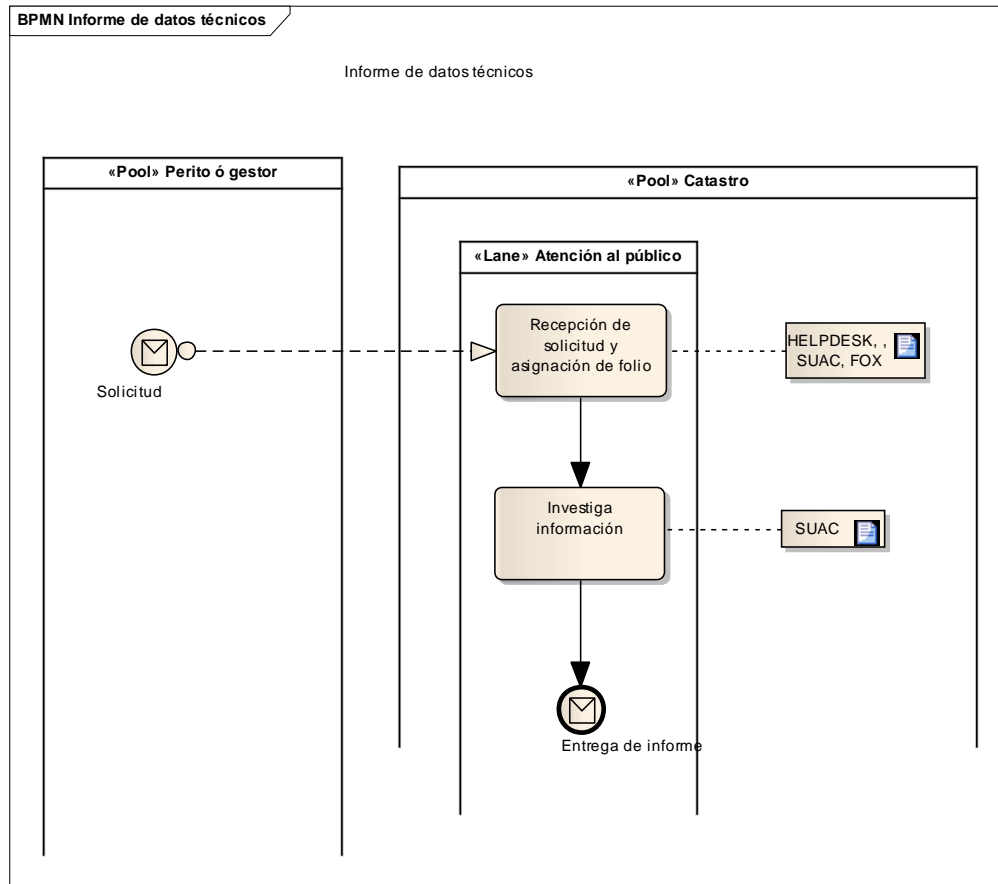 BPMN Informe de datos técnicos
Informe de datos técnicos
«Pool» Perito ó gestor
«Pool» Catastro
«Lane» Atención al público
Recepción de
solicitud y
asignación de folio
HELPDESK, ,
SUAC, FOX
Solicitud
Investiga
información
SUAC
Entrega de informe